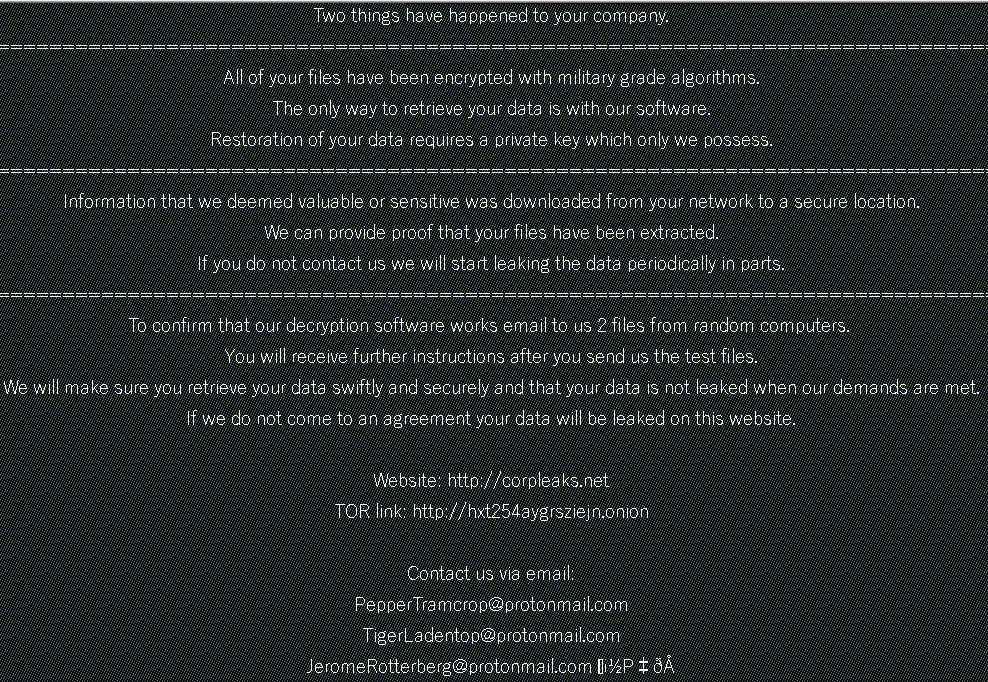 Two things have happened to your company.
==========================================================================
All of your files have been encrypted with military grade algorithms.
The only way to retrieve your data is with our software.
Restoration of your data requires a private key which only we possess.
==========================================================================
Information that we deemed valuable or sensitive was downloaded from your network to a secure location.
We can provide proof that your files have been extracted.
If you do not contact us we will start leaking the data periodically in parts.
==========================================================================
To confirm that our decryption software works email to us 2 files from random computers.
You will receive further instructions after you send us the test files.
We will make sure you retrieve your data swiftly and securely and that your data is not leaked when our demands are met.
If we do not come to an agreement your data will be leaked on this website.
Website: http://corpleaks.net
TOR link: http://hxt254aygrsziejn.onion
Contact us via email:
PepperTramcrop@protonmail.com
TigerLadentop@protonmail.com
JeromeRotterberg@protonmail.com ½P ‡ ðÅ